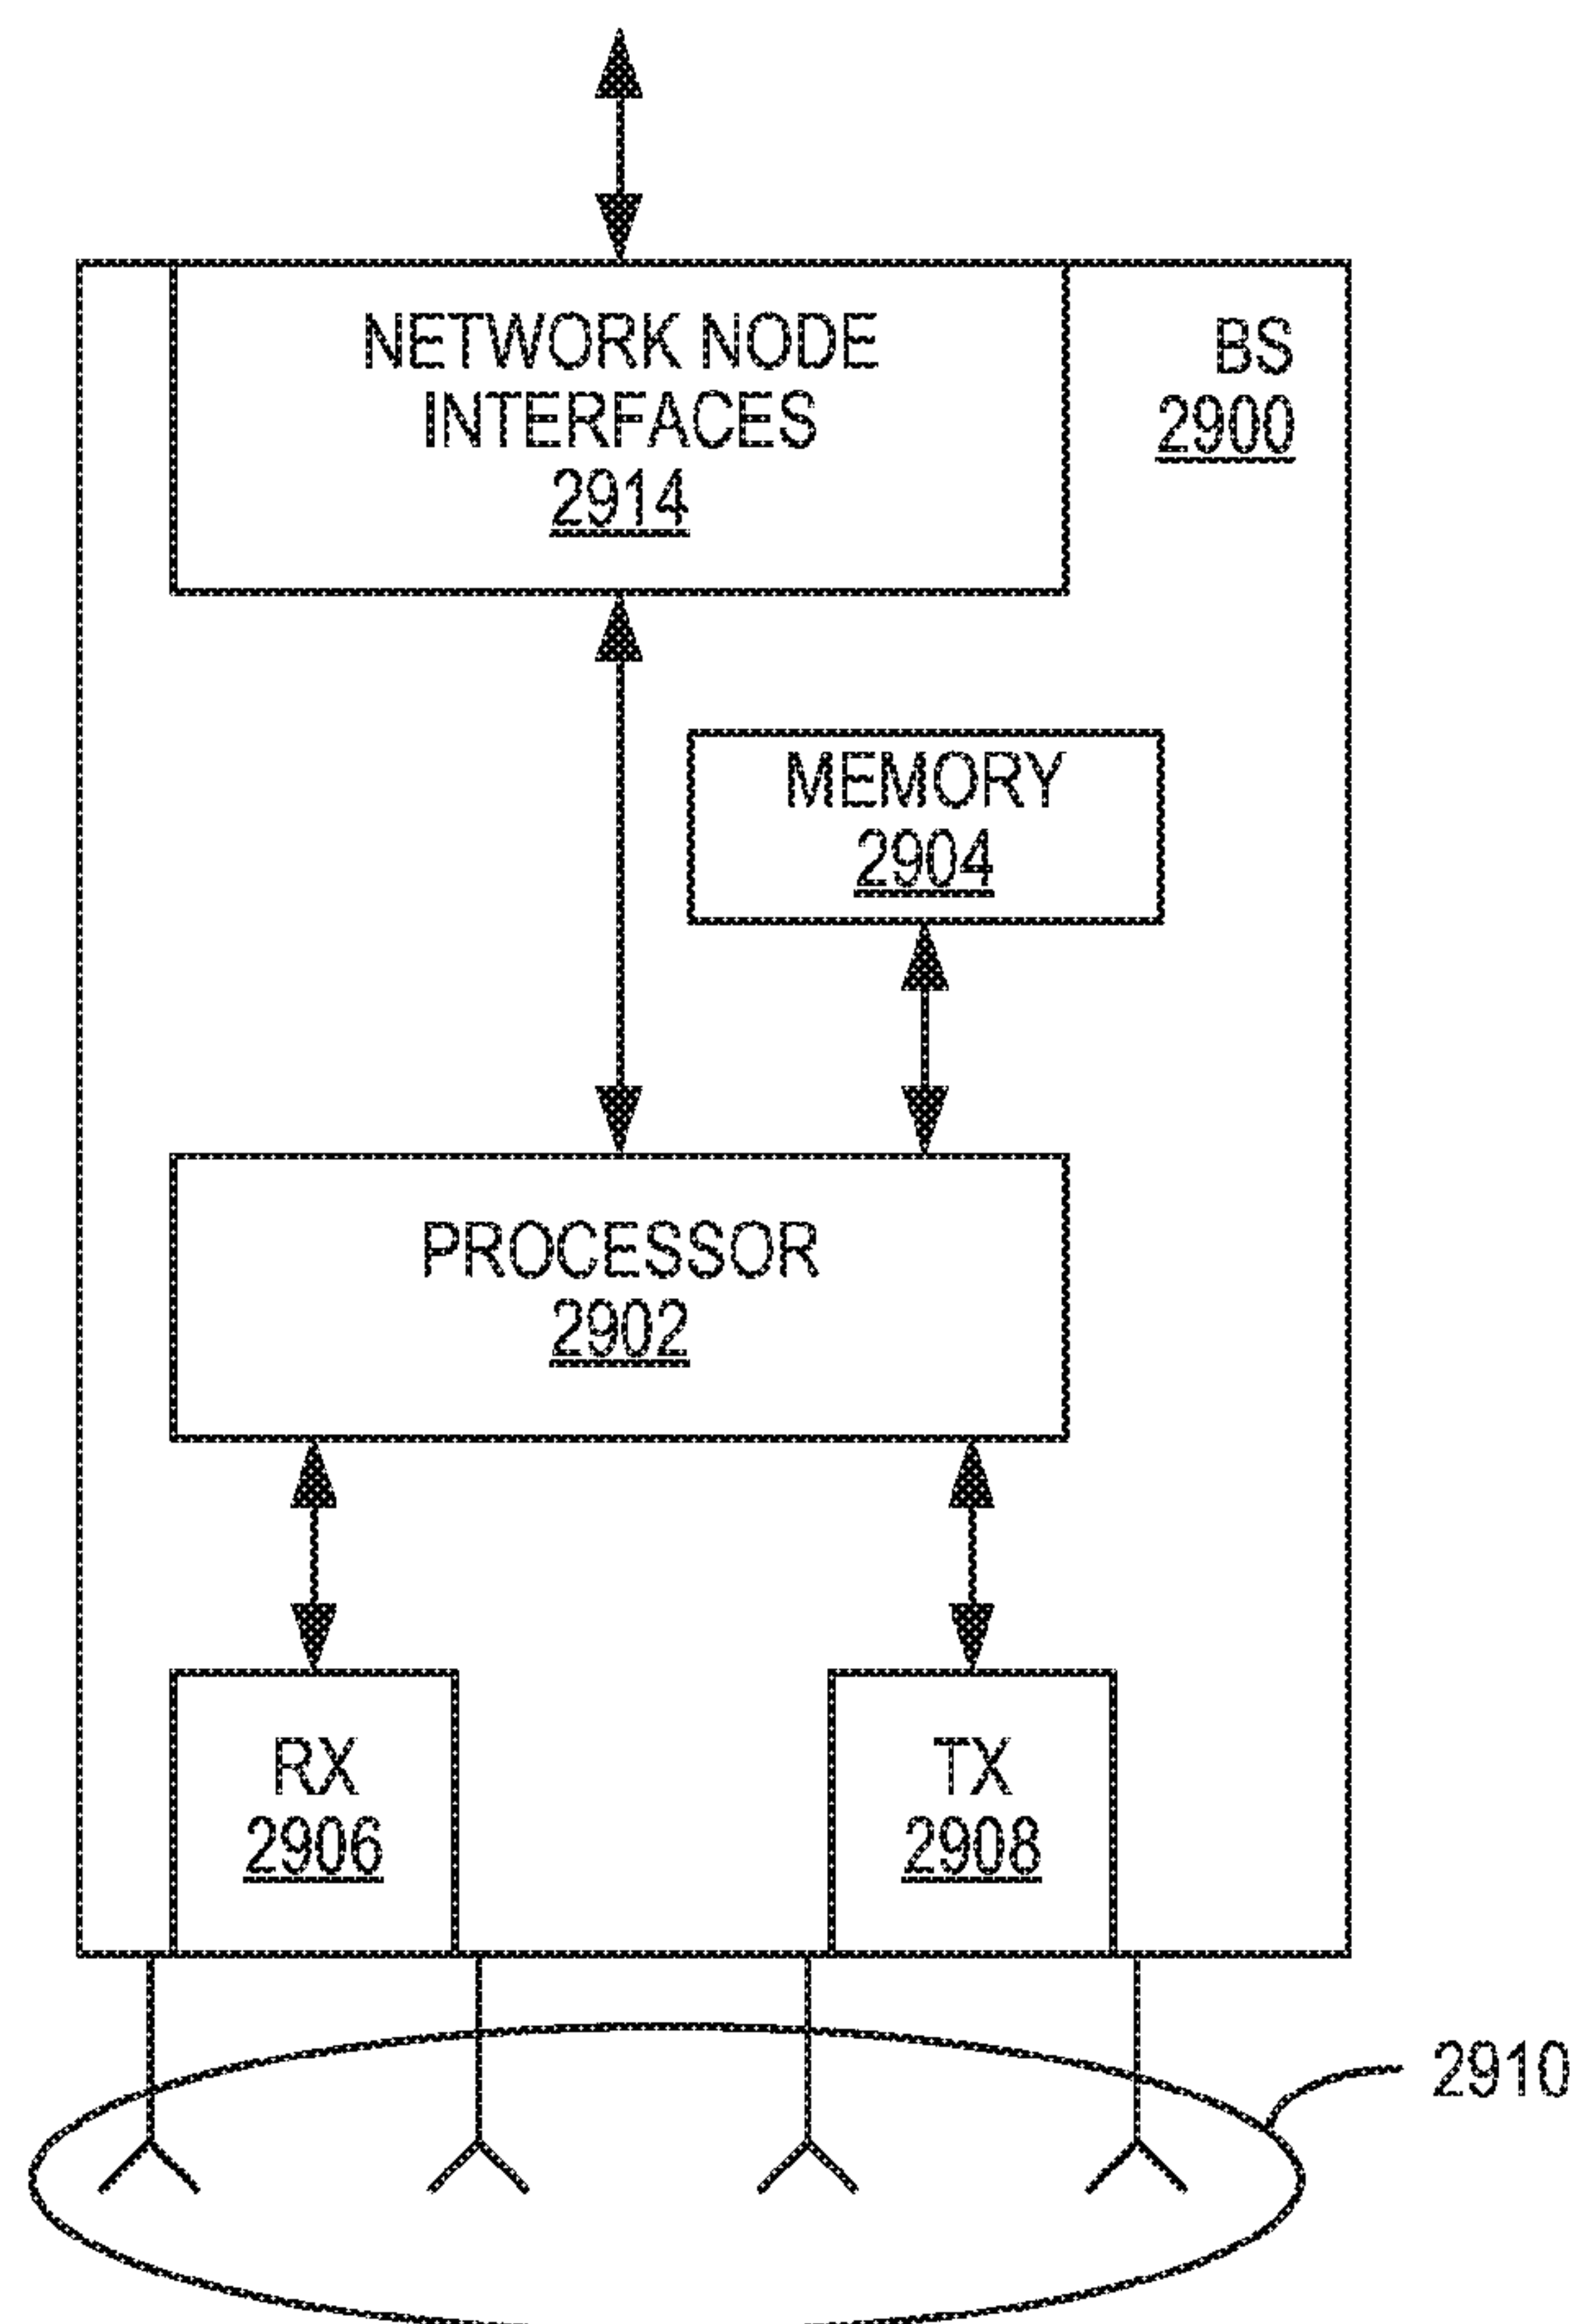 NETWORK NODE
INTERFACES
2914
BS
2900
MEMORY
2904
PROCESSOR
2902
RX
2906
TX
2908
2910